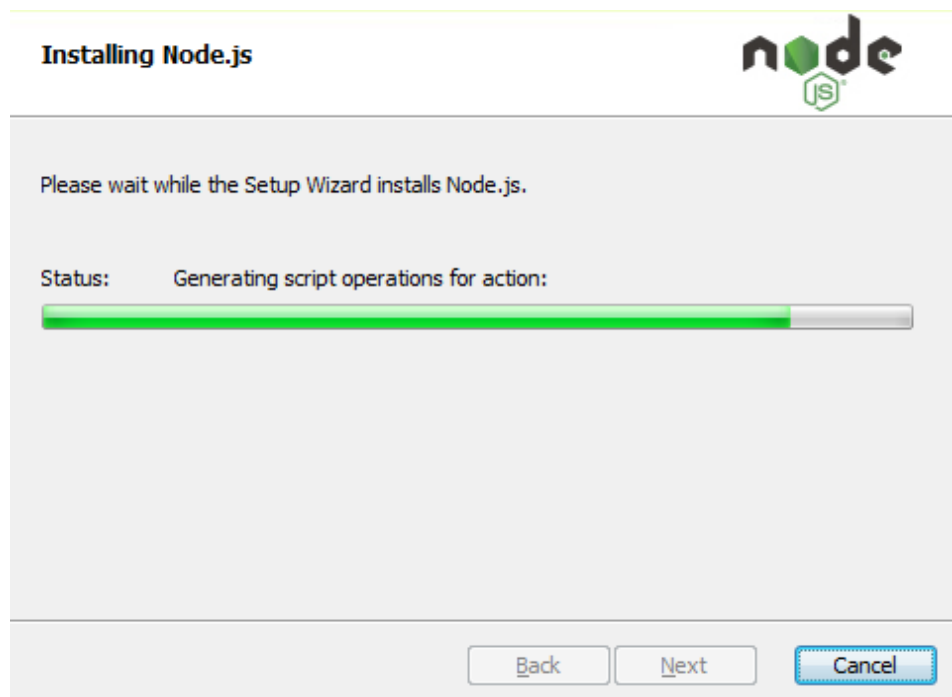 Installing Node.js
node
JS
Please wait while the Setup Wizard installs Node.js.
Status: Generating script operations for action:
Back Next Cancel